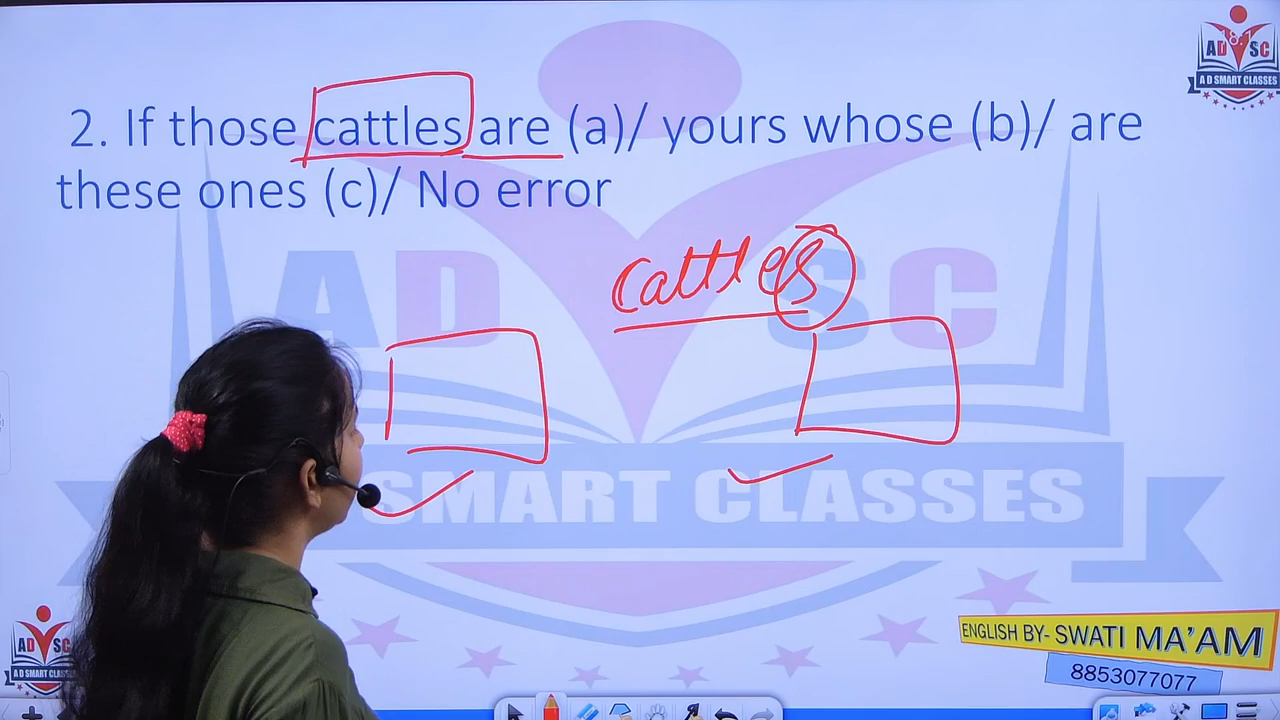 AD SC
A D SMART CLASSES
2. If those cattles are (a)/ yours whose (b)/ are
these ones (c)/ No error
cattles
AD SC
SMART CLASSES
AD SC
A D SMART CLASSES
ENGLISH BY- SWATI MA'AM
8853077077